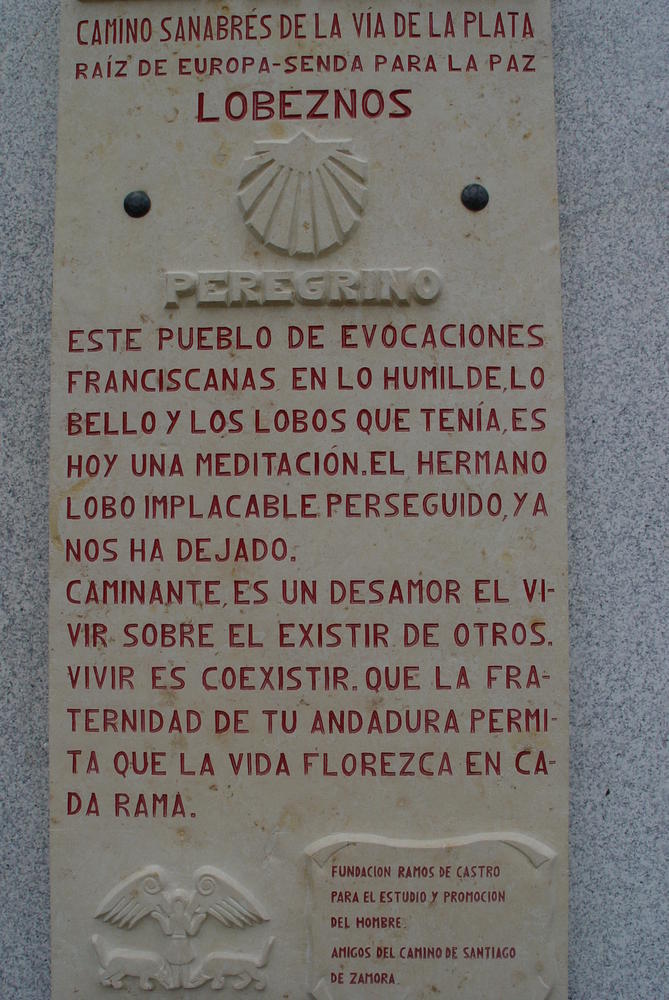 CAMINO SANABRÉS DE LA VÍA DE LA PLATA
RAÍZ DE EUROPA-SENDA PARA LA PAZ
LOBEZNOS
PEREGRINO
ESTE PUEBLO DE EVOCACIONES
FRANCISCANAS EN LO HUMILDE, LO
BELLO Y LOS LOBOS QUE TENÍA, ES
HOY UNA MEDITACIÓN. EL HERMANO
LOBO IMPLACABLE PERSEGUIDO, YA
NOS HA DEJADO.
CAMINANTE, ES UN DESAMOR EL VI-
VIR SOBRE EL EXISTIR DE OTROS.
VIVIR ES COEXISTIR. QUE LA FRA-
TERNIDAD DE TU ANDADURA PERMI-
TA QUE LA VIDA FLOREZCA EN CA-
DA RAMA.
FUNDACION RAMOS DE CASTRO
PARA EL ESTUDIO Y PROMOCION
DEL HOMBRE.
AMIGOS DEL CAMINO DE SANTIAGO
DE ZAMORA